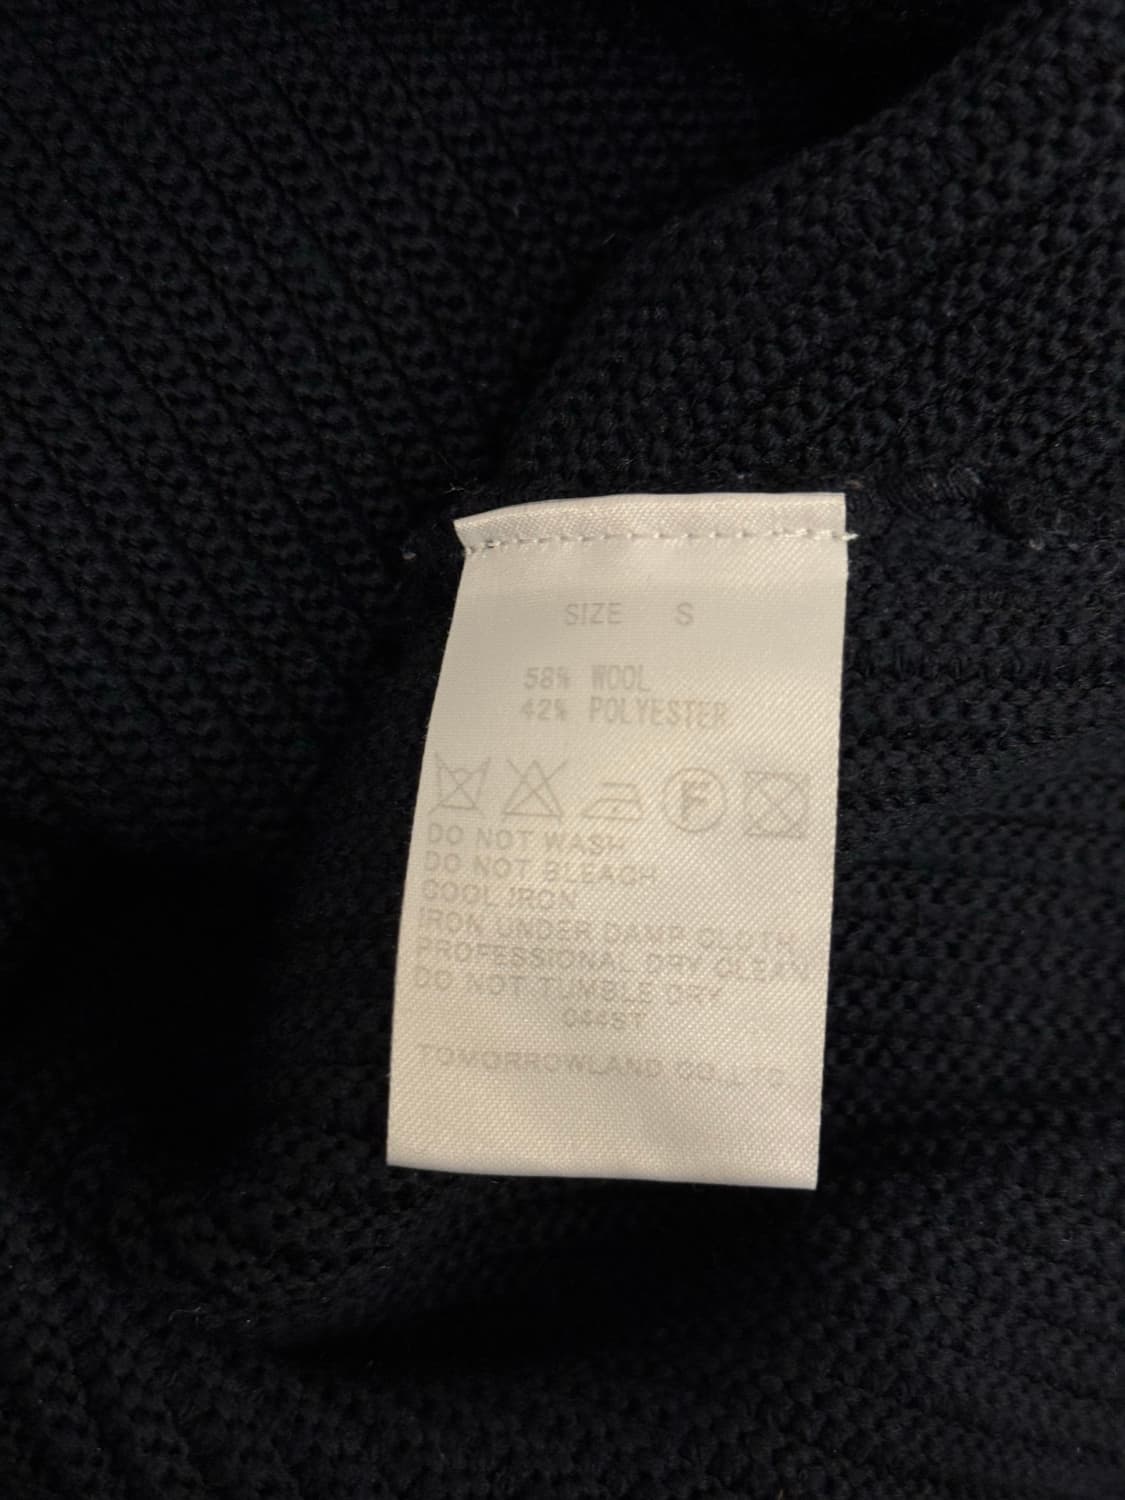 SIZE S
58% WOOL
42% POLYESTER
F
DO NOT WASH
DO NOT BLEACH
COOL IRON
IRON UNDER DAMP CLOTH
PROFESSIONAL DRY CLEAN
DO NOT TUMBLE DRY
044ST
TOMORROWLAND CO.,LTD.